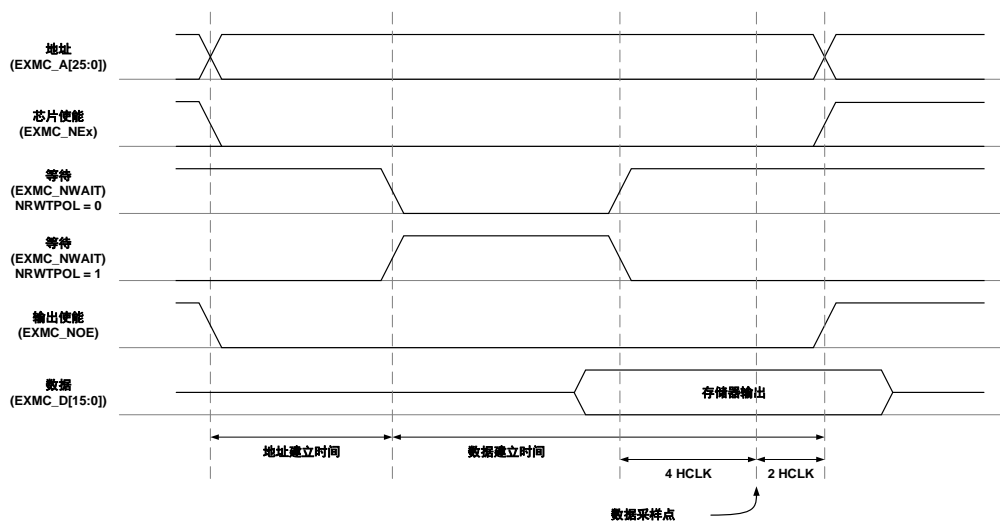 地址
(EXMC_A[25:0])
芯片使能
(EXMC_NEx)
等待
(EXMC_NWAIT)
NRWTPOL = 0
等待
(EXMC_NWAIT)
NRWTPOL = 1
输出使能
(EXMC_NOE)
数据
(EXMC_D[15:0])
存储器输出
地址建立时间
数据建立时间
4 HCLK
2 HCLK
数据采样点